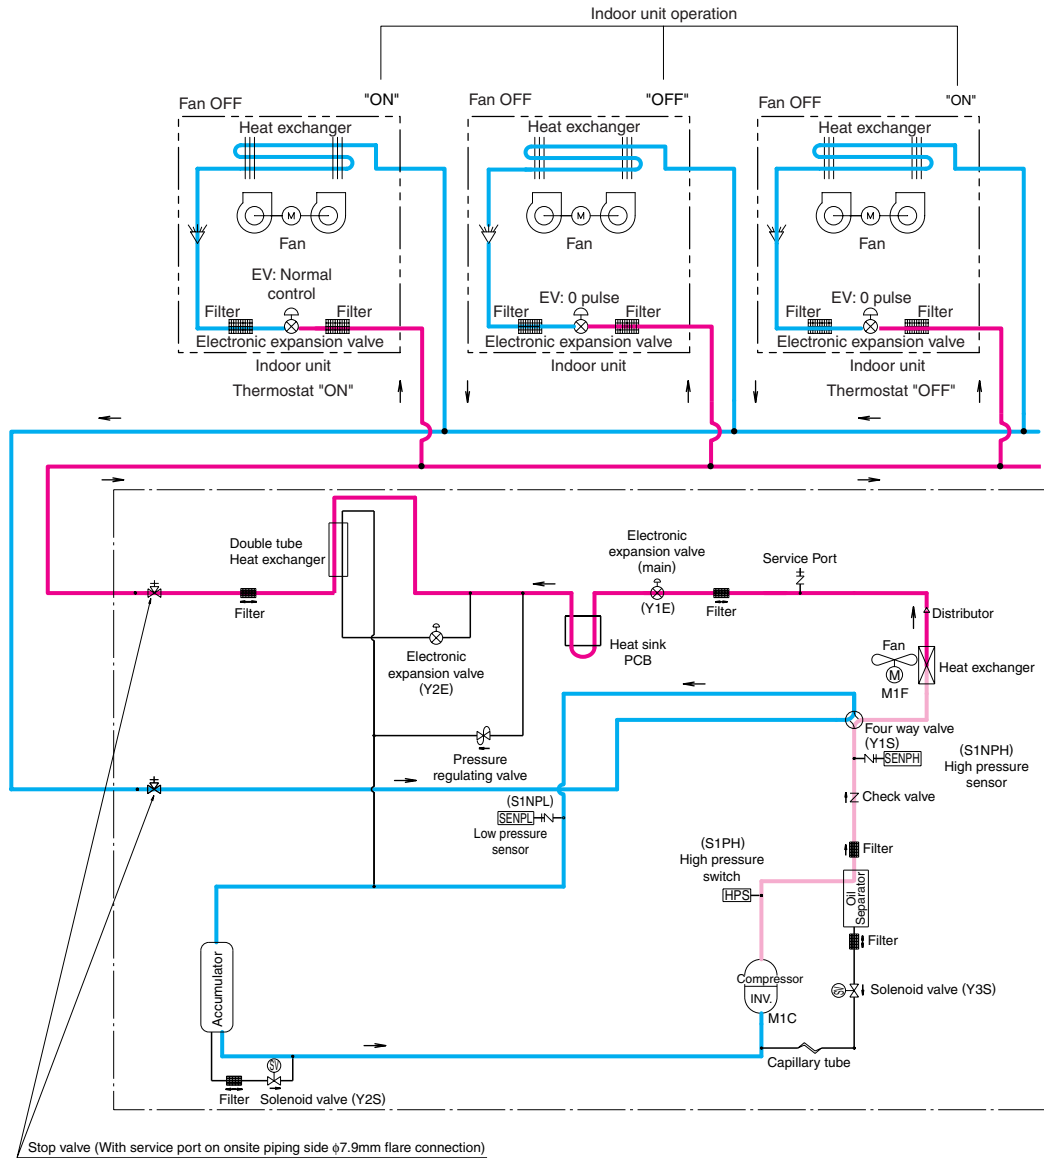 Indoor unit operation
Fan OFF "ON" Fan OFF "OFF" Fan OFF "ON"
Heat exchanger Heat exchanger Heat exchanger
M M M
Fan Fan Fan
EV: Normal
control
EV: 0 pulse EV: 0 pulse
Filter Filter Filter Filter Filter Filter
Electronic expansion valve Electronic expansion valve Electronic expansion valve
Indoor unit Indoor unit Indoor unit
Thermostat "ON" Thermostat "OFF"
Double tube
Heat exchanger
Electronic
expansion valve
(main)
Service Port
(Y1E)
Filter Filter
Distributor
Heat sink
PCB
Electronic
expansion valve
(Y2E)
Fan
M
M1F
Heat exchanger
Four way valve
(Y1S)
SENPH
(S1NPH)
High pressure
sensor
Pressure
regulating valve
Check valve
(S1NPL)
SENPL
Low pressure
sensor
(S1PH)
High pressure
switch
HPS
Filter
Oil
Separator
Filter
Accumulator
Compressor
INV.
M1C
SV
Solenoid valve (Y3S)
Capillary tube
SV
Filter Solenoid valve (Y2S)
Stop valve (With service port on onsite piping side ϕ7.9mm flare connection)